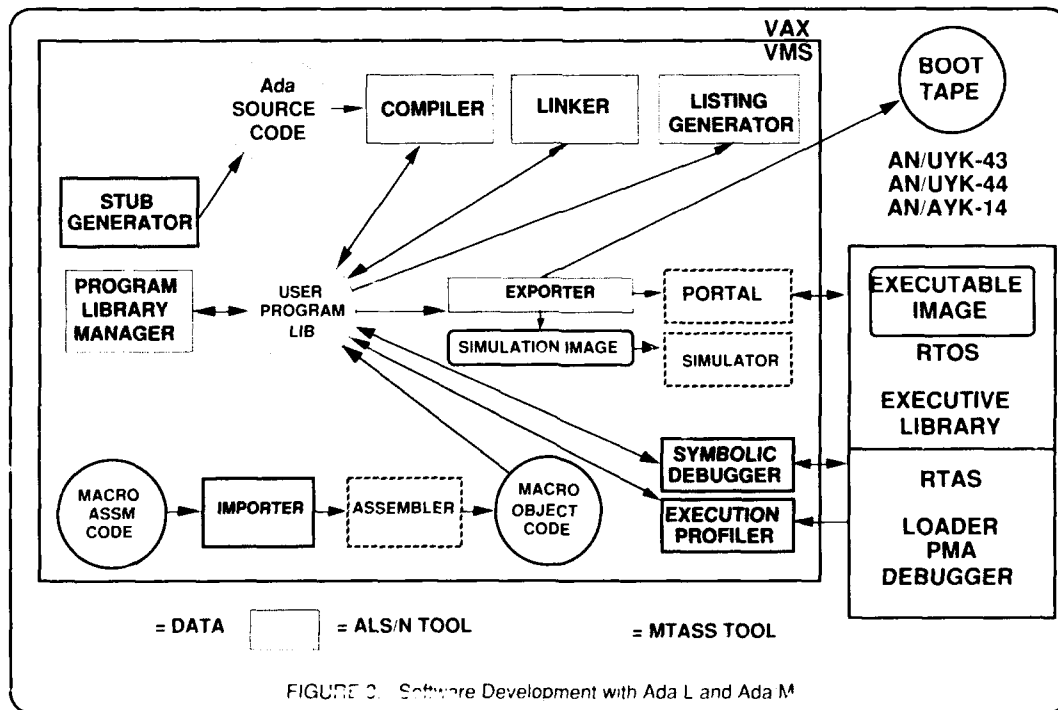 VAX
VMS
BOOT
TAPE
Ada
SOURCE
CODE
COMPILER
LINKER
LISTING
GENERATOR
AN/UYK-43
AN/UYK-44
AN/AYK-14
STUB
GENERATOR
PROGRAM
LIBRARY
MANAGER
USER
PROGRAM
LIB
EXPORTER
PORTAL
EXECUTABLE
IMAGE
SIMULATION IMAGE
SIMULATOR
RTOS
EXECUTIVE
LIBRARY
SYMBOLIC
DEBUGGER
RTAS
MACRO
ASSM
CODE
IMPORTER
ASSEMBLER
MACRO
OBJECT
CODE
EXECUTION
PROFILER
LOADER
PMA
DEBUGGER
= DATA
= ALS/N TOOL
= MTASS TOOL
FIGURE Software Development with Ada L and Ada M